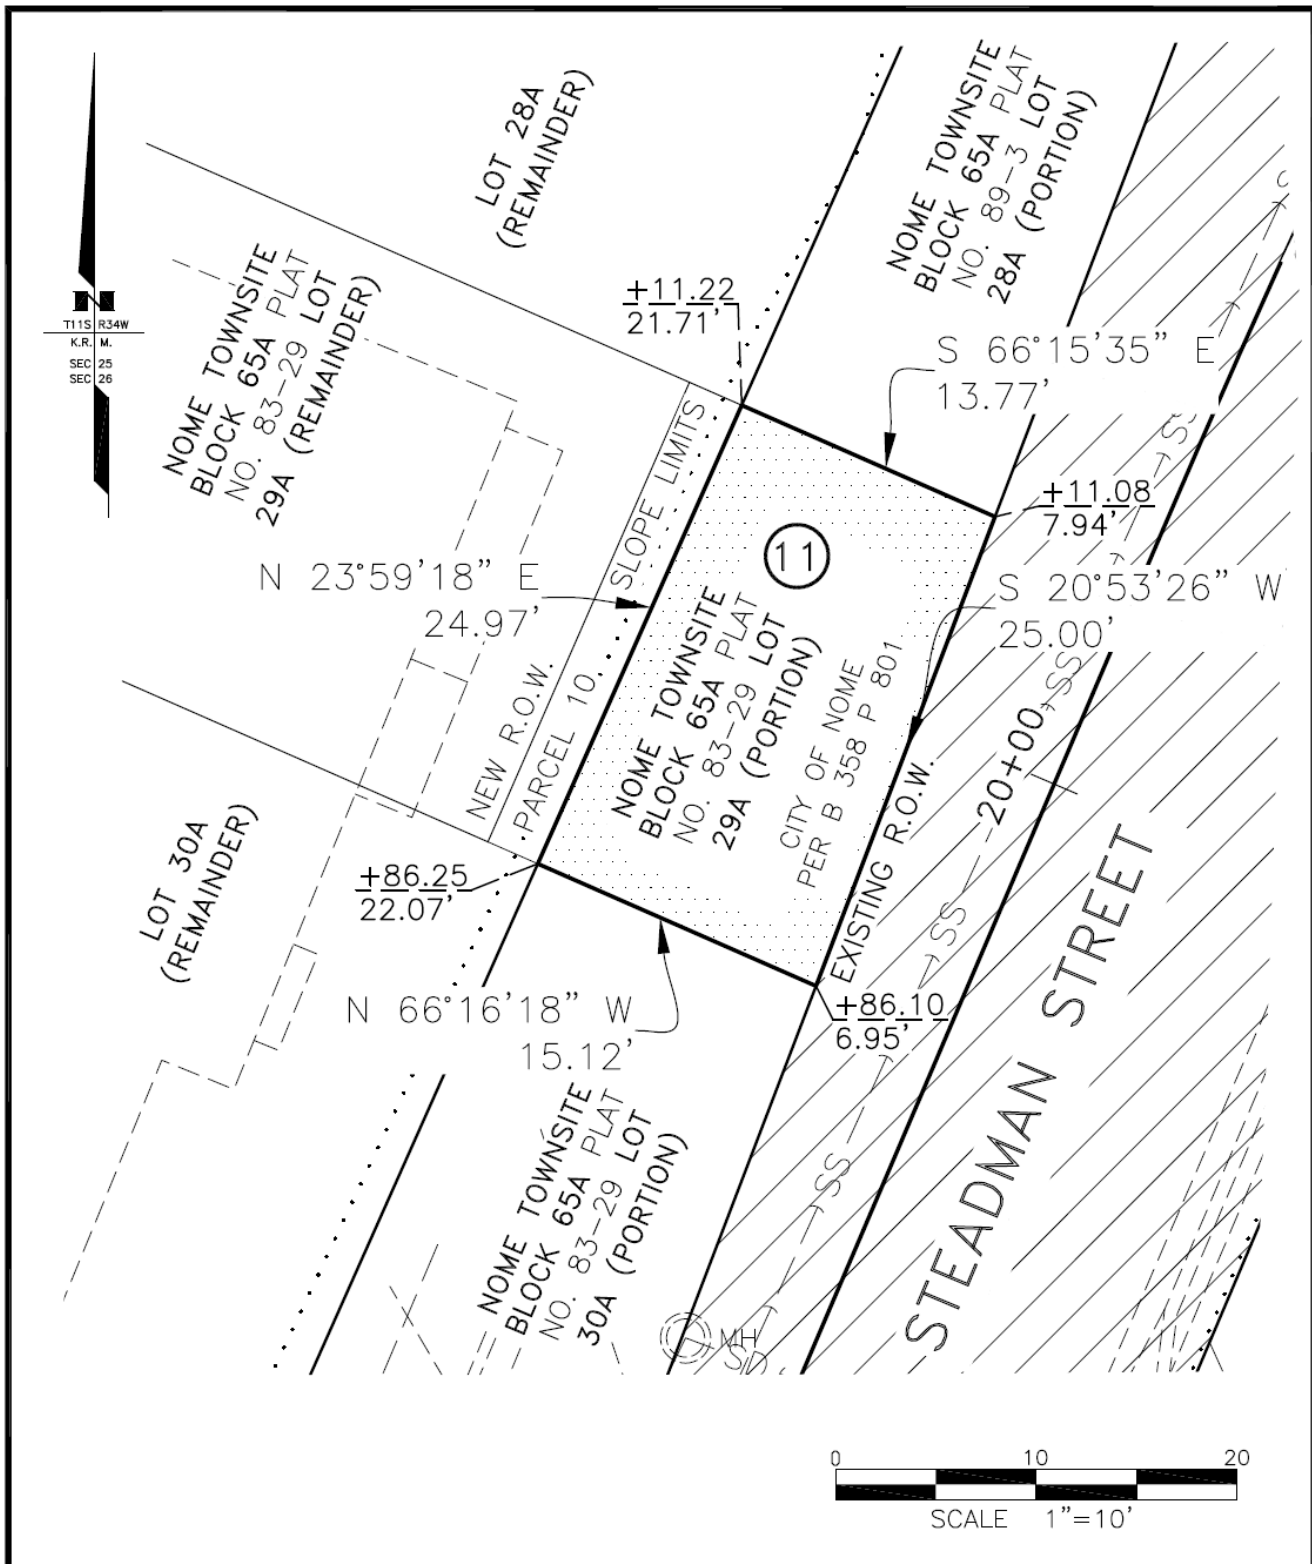 LOT 28A
(REMAINDER)
NOME TOWNSITE
BLOCK 65A PLAT
NO. 89-3 LOT
28A (PORTION)
N
T11S R34W
K.R. M.
SEC 25
SEC 26
NOME TOWNSITE
BLOCK 65A PLAT
NO. 83-29 LOT
29A (REMAINDER)
+11.22
21.71'
S 66°15'35" E
13.77'
SS
+11.08
7.94'
SLOPE LIMITS
11
N 23°59'18" E
24.97'
S 20°53'26" W
25.00'
NOME TOWNSITE
BLOCK 65A PLAT
NO. 83-29 LOT
29A (PORTION)
CITY OF NOME
PER B 358 P 801
NEW R.O.W.
PARCEL 10
SS
20+00
EXISTING R.O.W.
LOT 30A
(REMAINDER)
+86.25
22.07'
SS
STEADMAN STREET
N 66°16'18" W
15.12'
+86.10
6.95'
NOME TOWNSITE
BLOCK 65A PLAT
NO. 83-29 LOT
30A (PORTION)
SS
MH
SD
0 10 20
SCALE 1"=10'